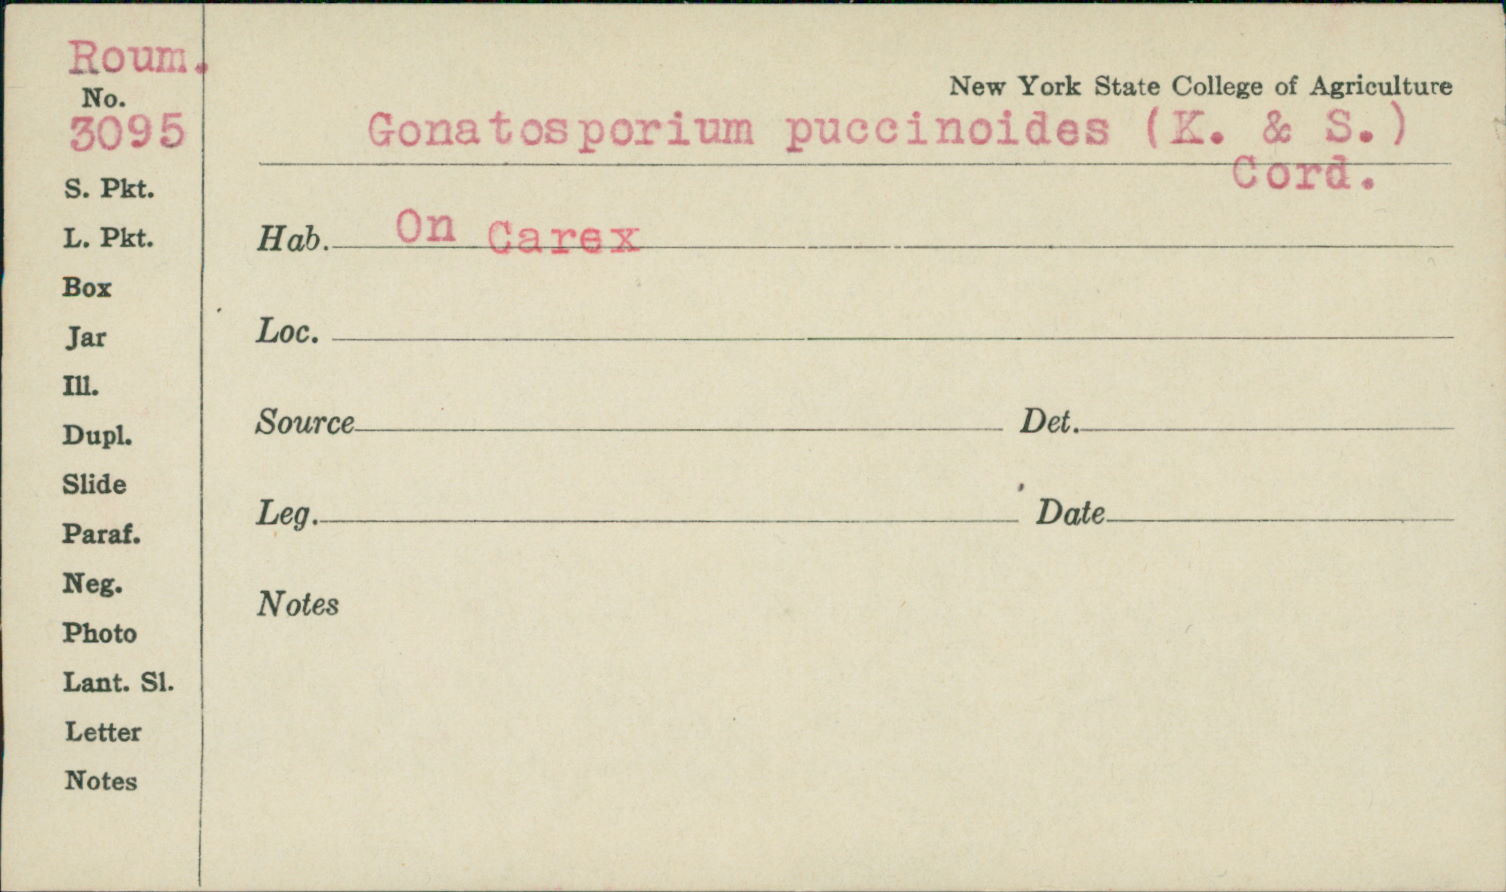 Roum.
No.
3095
S. Pkt.
L. Pkt.
Box
Jar
Ill.
Dupl.
Slide
Paraf.
Neg.
Photo
Lant. Sl.
Letter
Notes
New York State College of Agriculture
Gonatosporium puccinoides (K. & S.)
Cord.
Hab. On Carex
Loc.
Source Det.
Leg. Date
Notes